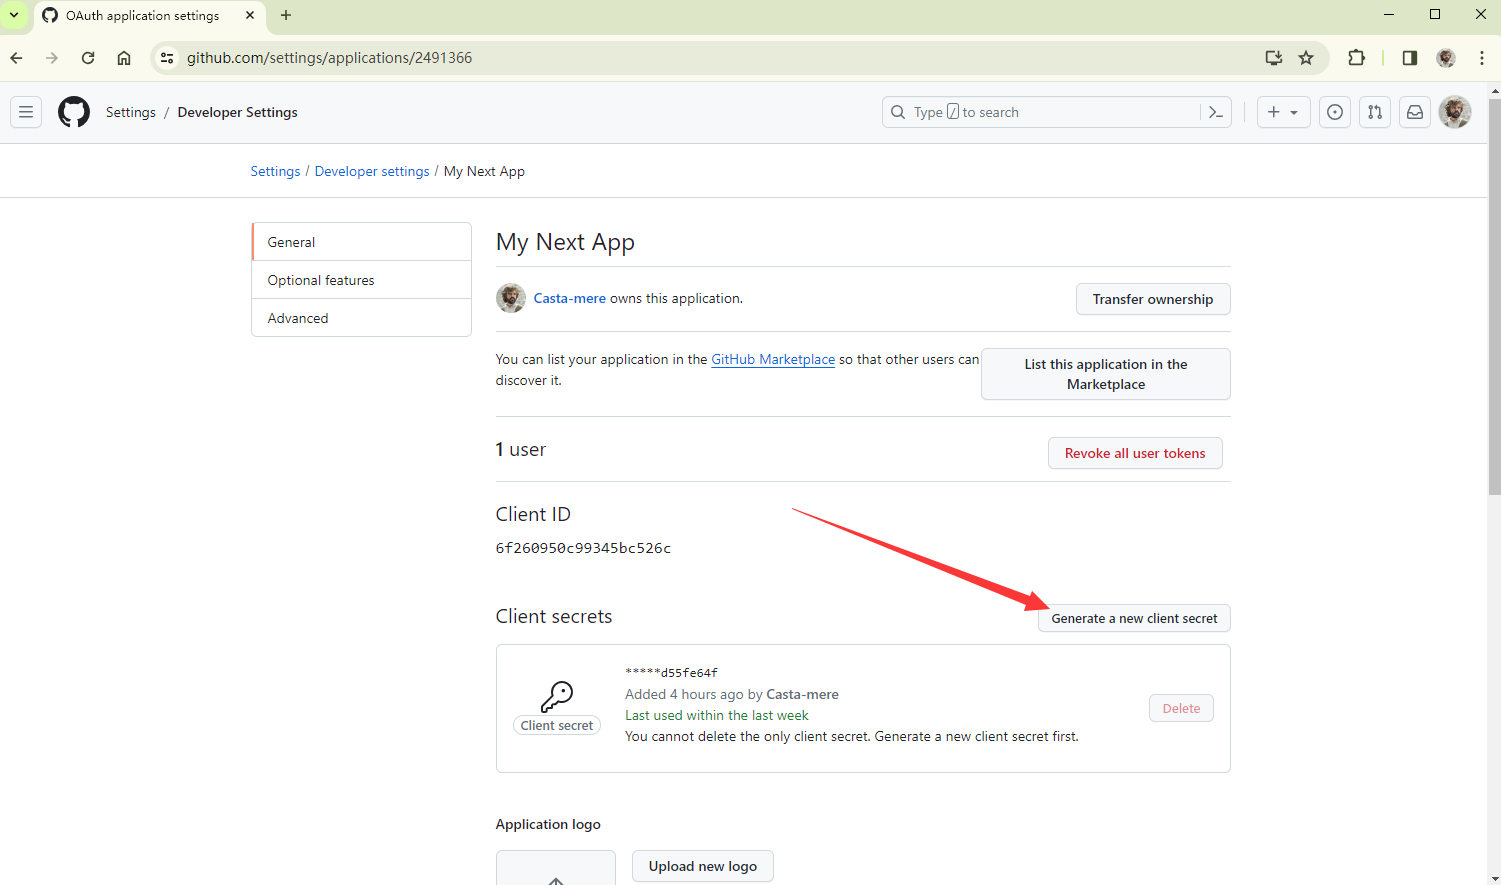 OAuth application settings
github.com/settings/applications/2491366
Settings / Developer Settings
Type / to search
Settings / Developer settings / My Next App
General
Optional features
Advanced
My Next App
Casta-mere owns this application.
Transfer ownership
You can list your application in the GitHub Marketplace so that other users can
discover it.
List this application in the
Marketplace
1 user
Revoke all user tokens
Client ID
6f260950c99345bc526c
Client secrets
Generate a new client secret
*****d55fe64f
Added 4 hours ago by Casta-mere
Last used within the last week
You cannot delete the only client secret. Generate a new client secret first.
Client secret
Delete
Application logo
Upload new logo